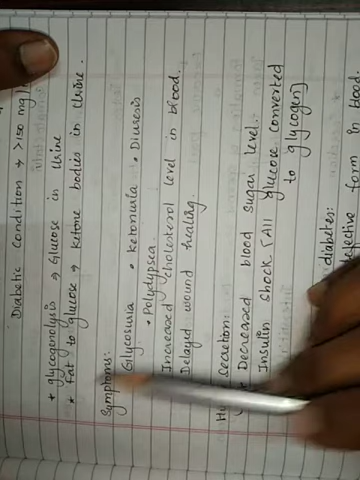 Diabetic condition → >150 mg
* glycogenolysis → Glucose in Urine
* fat to glucose → ketone bodies in Urine.
Symptoms:
Glycosuria • ketonuria • Diuresis
• Polydypsea
Increased cholesterol level in blood.
Delayed wound healing.
secretion:
Decreased blood sugar level.
Insulin shock [All glucose converted
to glycogen]
diabetes:
defective form in blood.